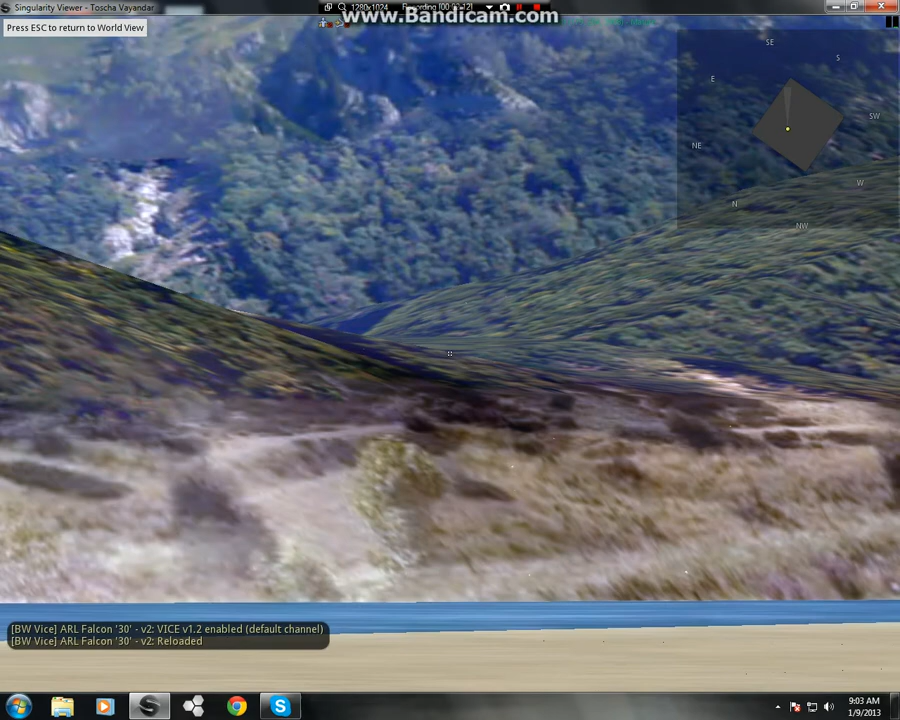 Singularity Viewer - Toscha Vayandar
1280x1024
www.Bandicam.com
Press ESC to return to World View
SE
S
E
SW
NE
W
N
NW
[BW Vice] ARL Falcon '30' - v2: VICE v1.2 enabled (default channel)
[BW Vice] ARL Falcon '30' - v2: Reloaded
9:03 AM
1/9/2013